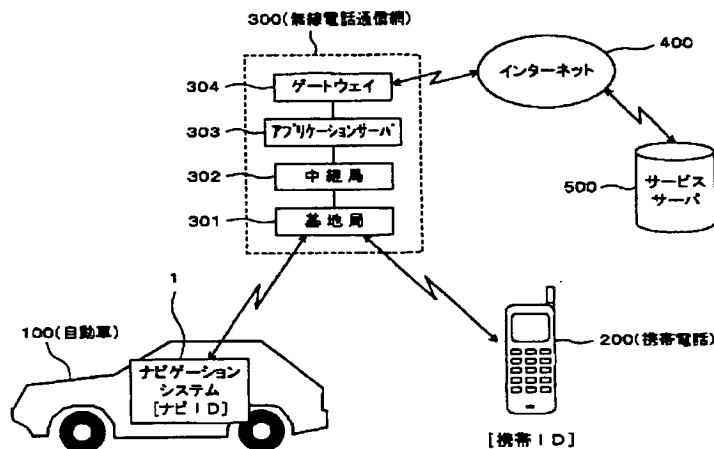 300(無線電話通信網)
304
ゲートウェイ
303
アプリケーションサーバ
302
中継局
301
基地局
400
インターネット
500
サービス
サーバ
1
100(自動車)
ナビゲーション
システム
[ナビID]
200(携帯電話)
[携帯ID]